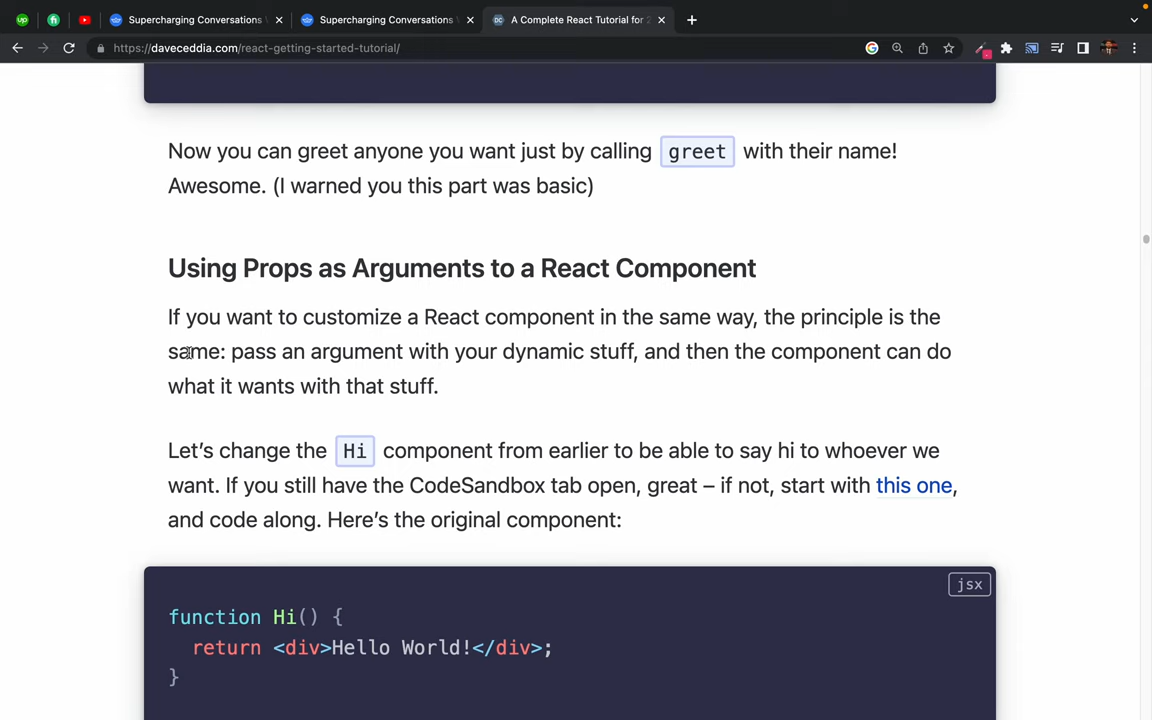 up fi Supercharging Conversations Supercharging Conversations DC A Complete React Tutorial for 2
https://daveceddia.com/react-getting-started-tutorial/
Now you can greet anyone you want just by calling greet with their name!
Awesome. (I warned you this part was basic)
Using Props as Arguments to a React Component
If you want to customize a React component in the same way, the principle is the
same: pass an argument with your dynamic stuff, and then the component can do
what it wants with that stuff.
Let’s change the Hi component from earlier to be able to say hi to whoever we
want. If you still have the CodeSandbox tab open, great – if not, start with this one,
and code along. Here’s the original component:
jsx
function Hi() {
return <div>Hello World!</div>;
}